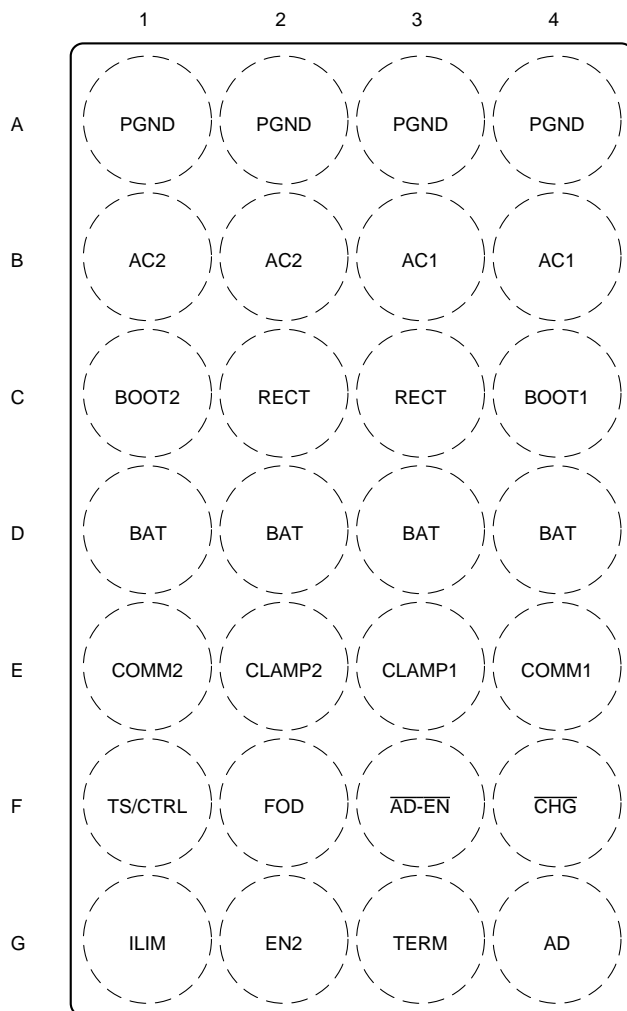 1 2 3 4
A PGND PGND PGND PGND
B AC2 AC2 AC1 AC1
C BOOT2 RECT RECT BOOT1
D BAT BAT BAT BAT
E COMM2 CLAMP2 CLAMP1 COMM1
F TS/CTRL FOD AD-EN CHG
G ILIM EN2 TERM AD